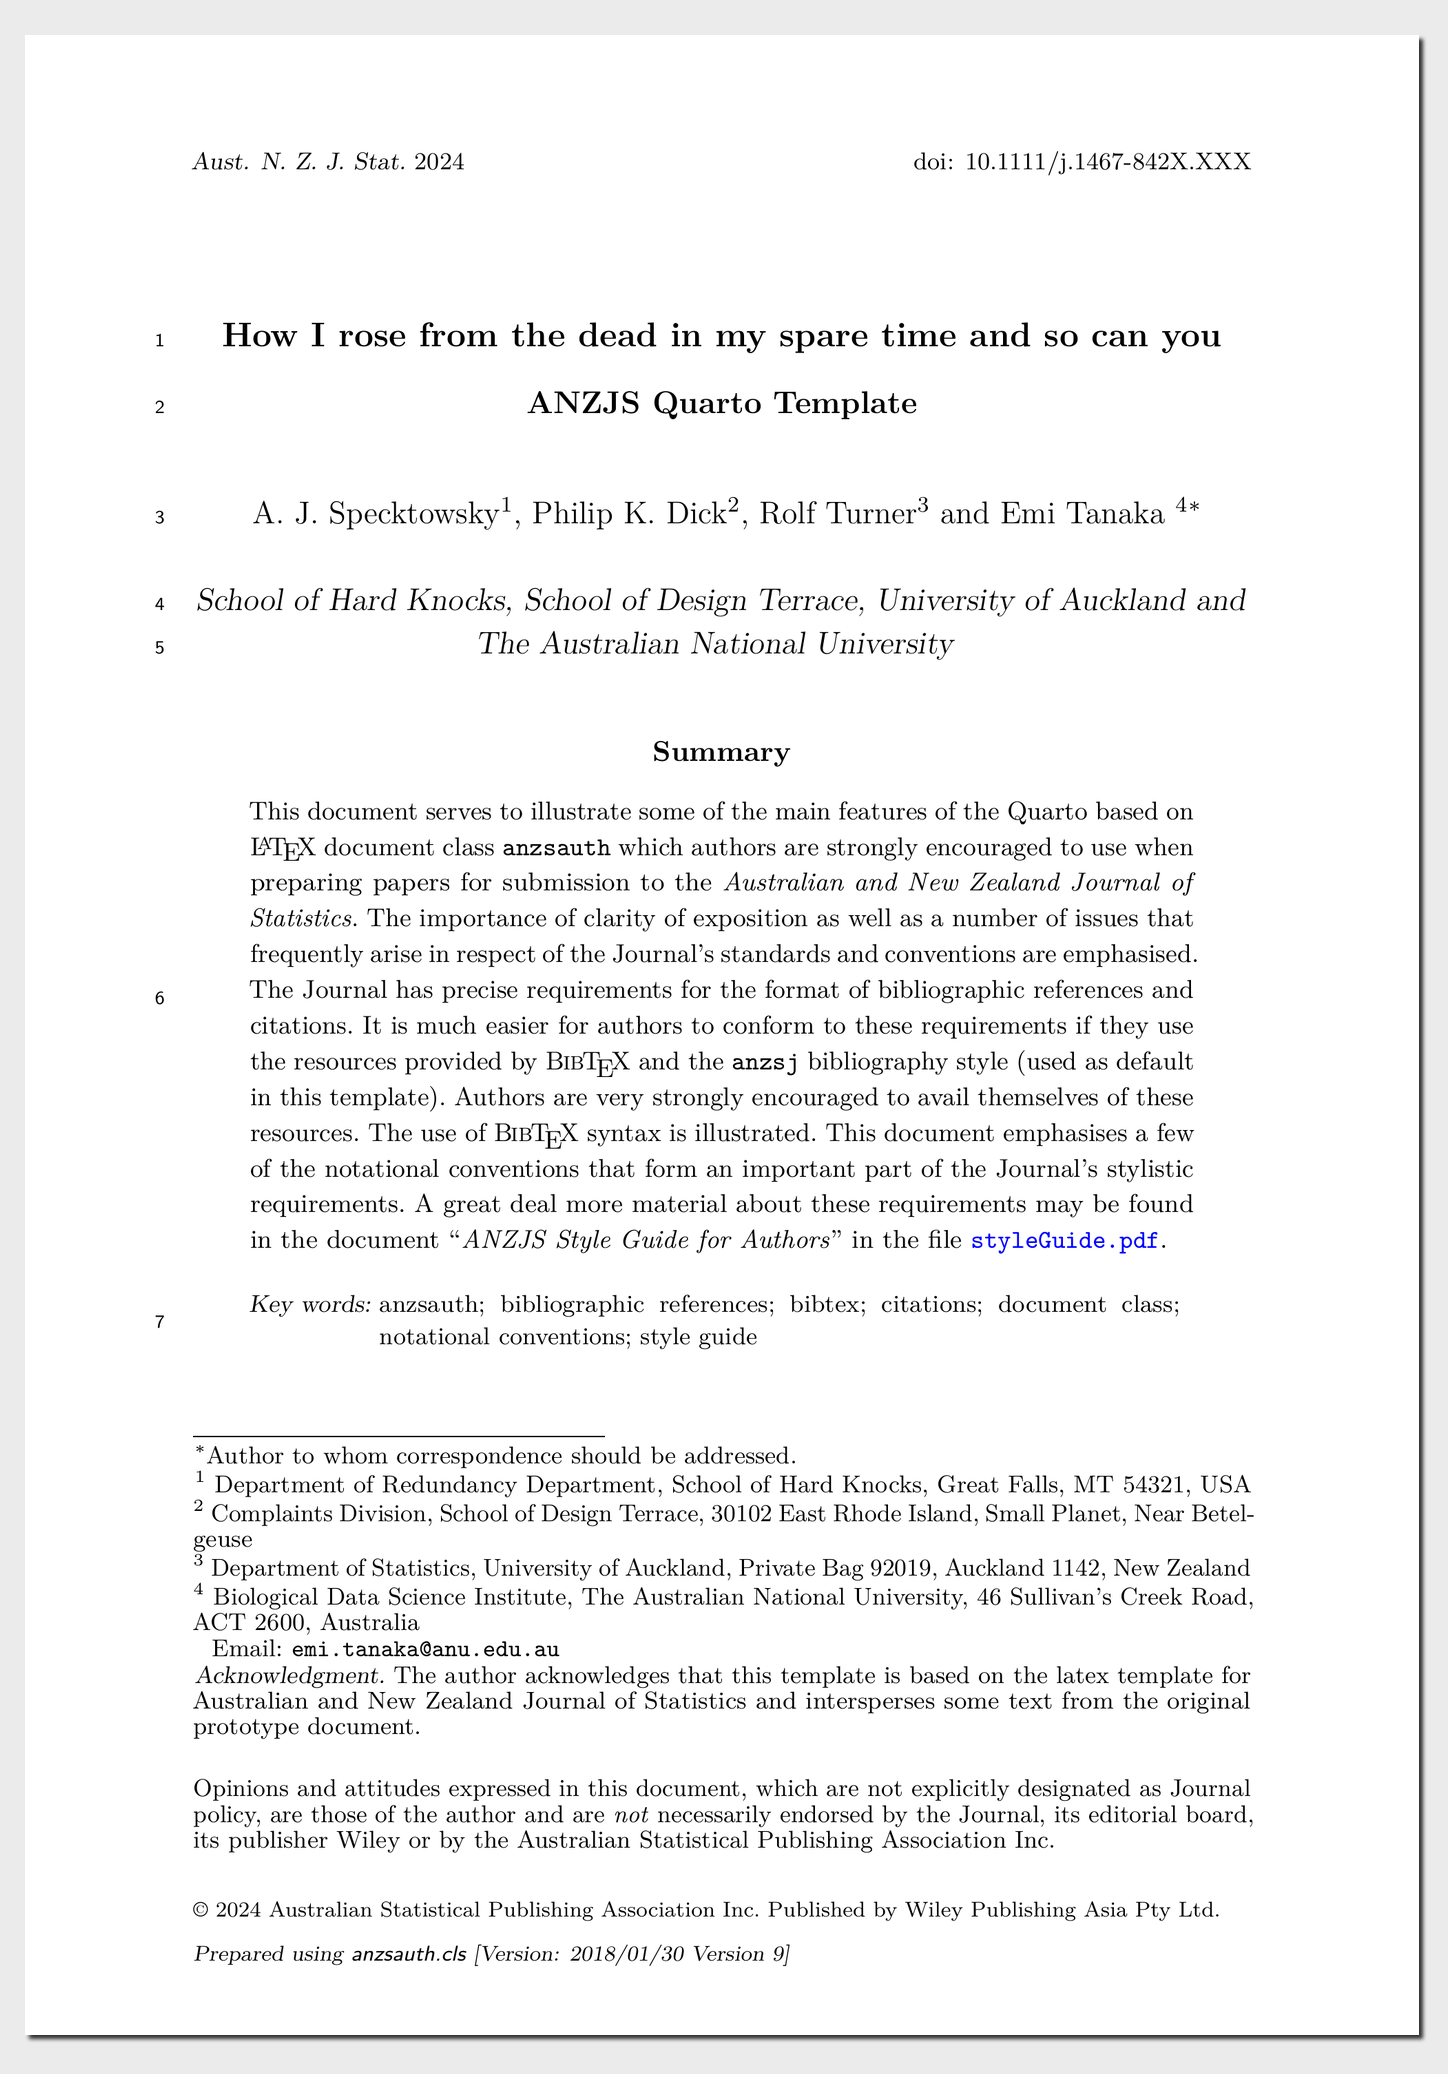 Aust. N. Z. J. Stat. 2024 doi: 10.1111/j.1467-842X.XXX
1 How I rose from the dead in my spare time and so can you
2 ANZJS Quarto Template
3 A. J. Specktowsky¹, Philip K. Dick², Rolf Turner³ and Emi Tanaka ⁴*
4 School of Hard Knocks, School of Design Terrace, University of Auckland and
5 The Australian National University
Summary
This document serves to illustrate some of the main features of the Quarto based on
LATEX document class anzsauth which authors are strongly encouraged to use when
preparing papers for submission to the Australian and New Zealand Journal of
Statistics. The importance of clarity of exposition as well as a number of issues that
frequently arise in respect of the Journal's standards and conventions are emphasised.
6 The Journal has precise requirements for the format of bibliographic references and
citations. It is much easier for authors to conform to these requirements if they use
the resources provided by BIBTEX and the anzsj bibliography style (used as default
in this template). Authors are very strongly encouraged to avail themselves of these
resources. The use of BIBTEX syntax is illustrated. This document emphasises a few
of the notational conventions that form an important part of the Journal's stylistic
requirements. A great deal more material about these requirements may be found
in the document “ANZJS Style Guide for Authors” in the file styleGuide.pdf.
Key words: anzsauth; bibliographic references; bibtex; citations; document class;
7 notational conventions; style guide
*Author to whom correspondence should be addressed.
¹ Department of Redundancy Department, School of Hard Knocks, Great Falls, MT 54321, USA
² Complaints Division, School of Design Terrace, 30102 East Rhode Island, Small Planet, Near Betel-
geuse
³ Department of Statistics, University of Auckland, Private Bag 92019, Auckland 1142, New Zealand
⁴ Biological Data Science Institute, The Australian National University, 46 Sullivan's Creek Road,
ACT 2600, Australia
Email: emi.tanaka@anu.edu.au
Acknowledgment. The author acknowledges that this template is based on the latex template for
Australian and New Zealand Journal of Statistics and intersperses some text from the original
prototype document.
Opinions and attitudes expressed in this document, which are not explicitly designated as Journal
policy, are those of the author and are not necessarily endorsed by the Journal, its editorial board,
its publisher Wiley or by the Australian Statistical Publishing Association Inc.
© 2024 Australian Statistical Publishing Association Inc. Published by Wiley Publishing Asia Pty Ltd.
Prepared using anzsauth.cls [Version: 2018/01/30 Version 9]